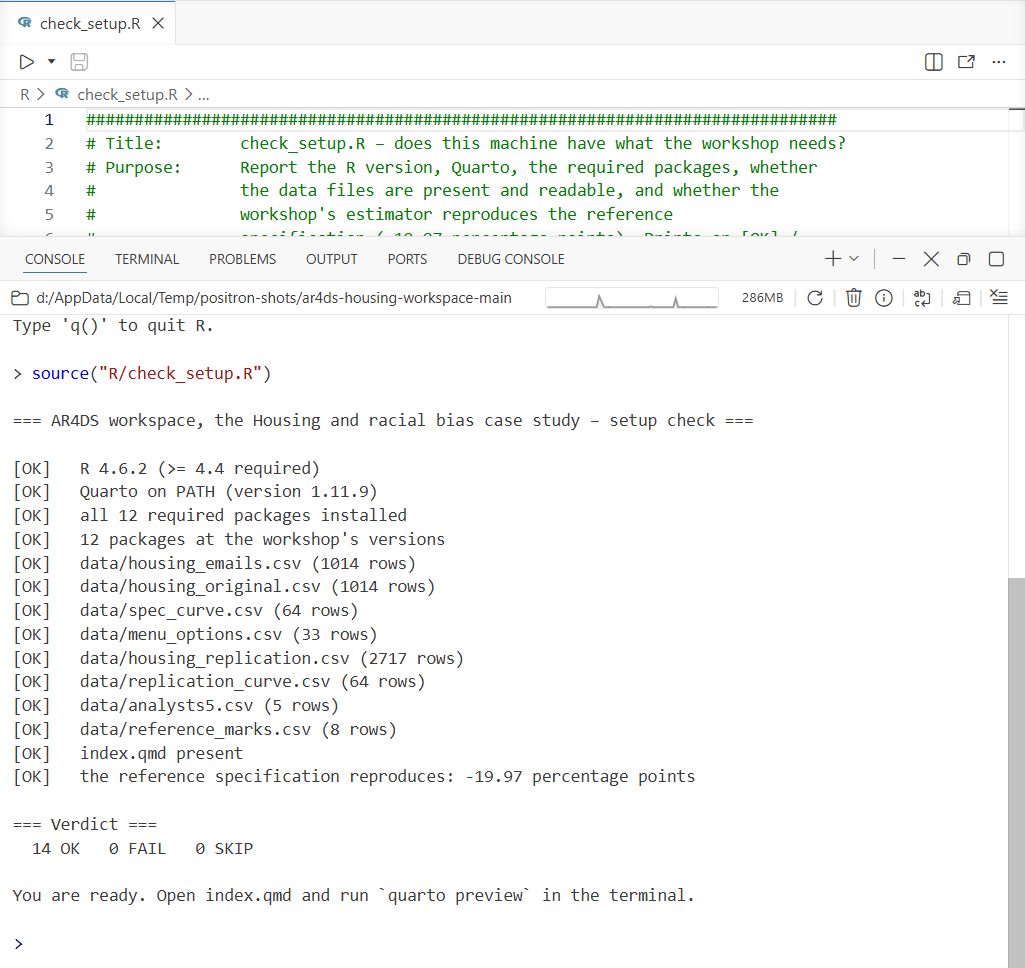 check_setup.R
R > check_setup.R > ...
1 ##############################################################################
2 # Title: check_setup.R – does this machine have what the workshop needs?
3 # Purpose: Report the R version, Quarto, the required packages, whether
4 # the data files are present and readable, and whether the
5 # workshop's estimator reproduces the reference
CONSOLE TERMINAL PROBLEMS OUTPUT PORTS DEBUG CONSOLE
d:/AppData/Local/Temp/positron-shots/ar4ds-housing-workspace-main 286MB
Type 'q()' to quit R.
> source("R/check_setup.R")
=== AR4DS workspace, the Housing and racial bias case study – setup check ===
[OK] R 4.6.2 (>= 4.4 required)
[OK] Quarto on PATH (version 1.11.9)
[OK] all 12 required packages installed
[OK] 12 packages at the workshop's versions
[OK] data/housing_emails.csv (1014 rows)
[OK] data/housing_original.csv (1014 rows)
[OK] data/spec_curve.csv (64 rows)
[OK] data/menu_options.csv (33 rows)
[OK] data/housing_replication.csv (2717 rows)
[OK] data/replication_curve.csv (64 rows)
[OK] data/analysts5.csv (5 rows)
[OK] data/reference_marks.csv (8 rows)
[OK] index.qmd present
[OK] the reference specification reproduces: -19.97 percentage points
=== Verdict ===
14 OK 0 FAIL 0 SKIP
You are ready. Open index.qmd and run `quarto preview` in the terminal.
>